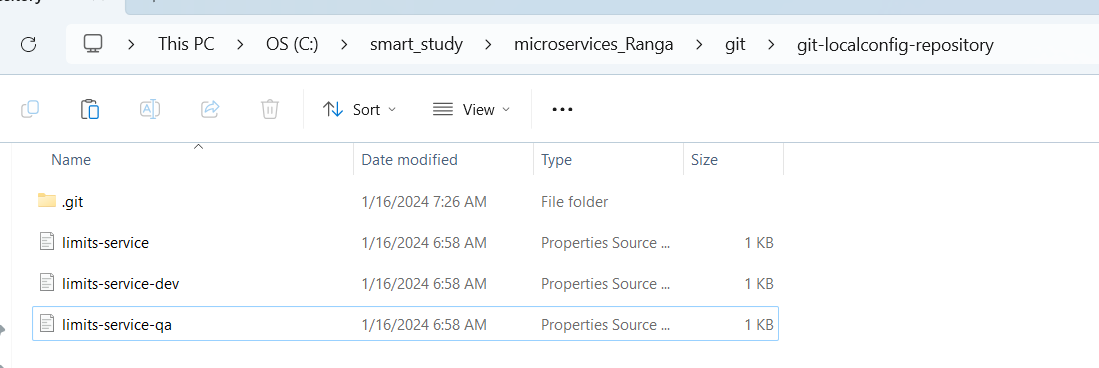 This PC > OS (C:) > smart_study > microservices_Ranga > git > git-localconfig-repository
Sort View •••
Name Date modified Type Size
.git 1/16/2024 7:26 AM File folder
limits-service 1/16/2024 6:58 AM Properties Source ... 1 KB
limits-service-dev 1/16/2024 6:58 AM Properties Source ... 1 KB
limits-service-qa 1/16/2024 6:58 AM Properties Source ... 1 KB